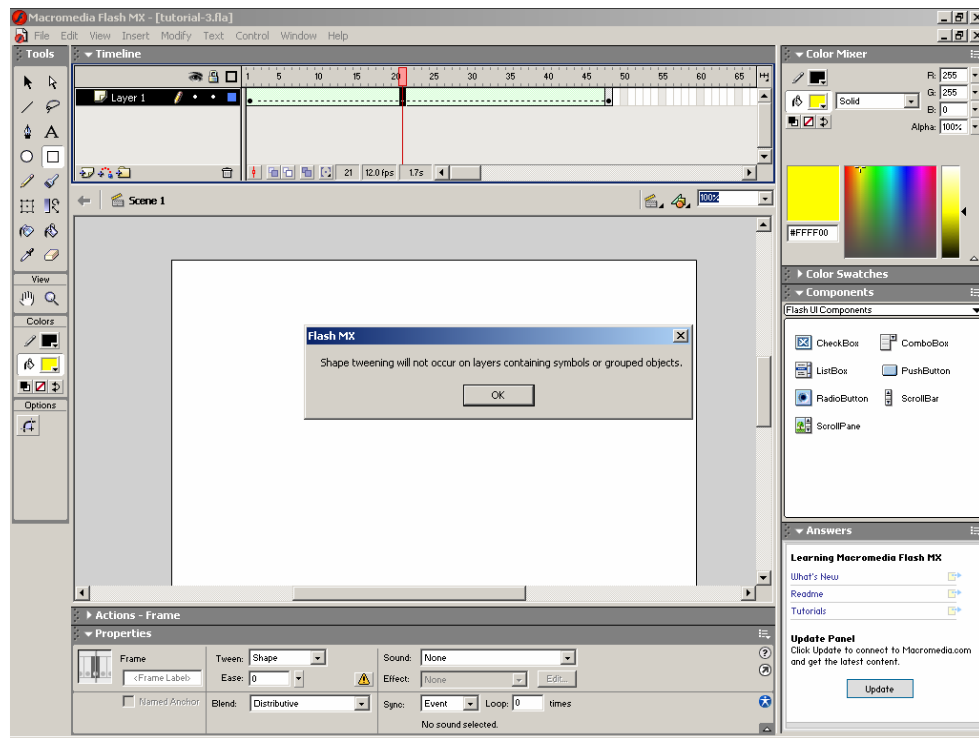 Macromedia Flash MX - [tutorial-3.fla]
File Edit View Insert Modify Text Control Window Help
Tools
Timeline
1 5 10 15 20 25 30 35 40 45 50 55 60 65
Layer 1
21 12.0 fps 1.7s
Scene 1
100%
View
Colors
Options
Flash MX
Shape tweening will not occur on layers containing symbols or grouped objects.
OK
Color Mixer
R: 255
Solid
G: 255
B: 0
Alpha: 100%
#FFFF00
Color Swatches
Components
Flash UI Components
CheckBox ComboBox
ListBox PushButton
RadioButton ScrollBar
ScrollPane
Answers
Learning Macromedia Flash MX
What's New
Readme
Tutorials
Update Panel
Click Update to connect to Macromedia.com
and get the latest content.
Update
Actions - Frame
Properties
Frame Tween: Shape Sound: None
<Frame Label> Ease: 0 Effect: None Edit...
Named Anchor Blend: Distributive Sync: Event Loop: 0 times
No sound selected.